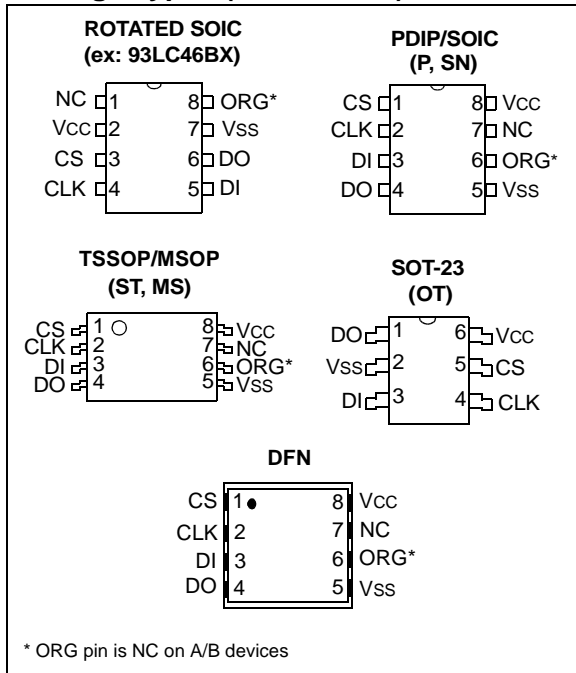 ROTATED SOIC
(ex: 93LC46BX)
NC 1 8 ORG*
Vcc 2 7 Vss
CS 3 6 DO
CLK 4 5 DI
PDIP/SOIC
(P, SN)
CS 1 8 Vcc
CLK 2 7 NC
DI 3 6 ORG*
DO 4 5 Vss
TSSOP/MSOP
(ST, MS)
CS 1 8 Vcc
CLK 2 7 NC
DI 3 6 ORG*
DO 4 5 Vss
SOT-23
(OT)
DO 1 6 Vcc
Vss 2 5 CS
DI 3 4 CLK
DFN
CS 1 8 Vcc
CLK 2 7 NC
DI 3 6 ORG*
DO 4 5 Vss
* ORG pin is NC on A/B devices